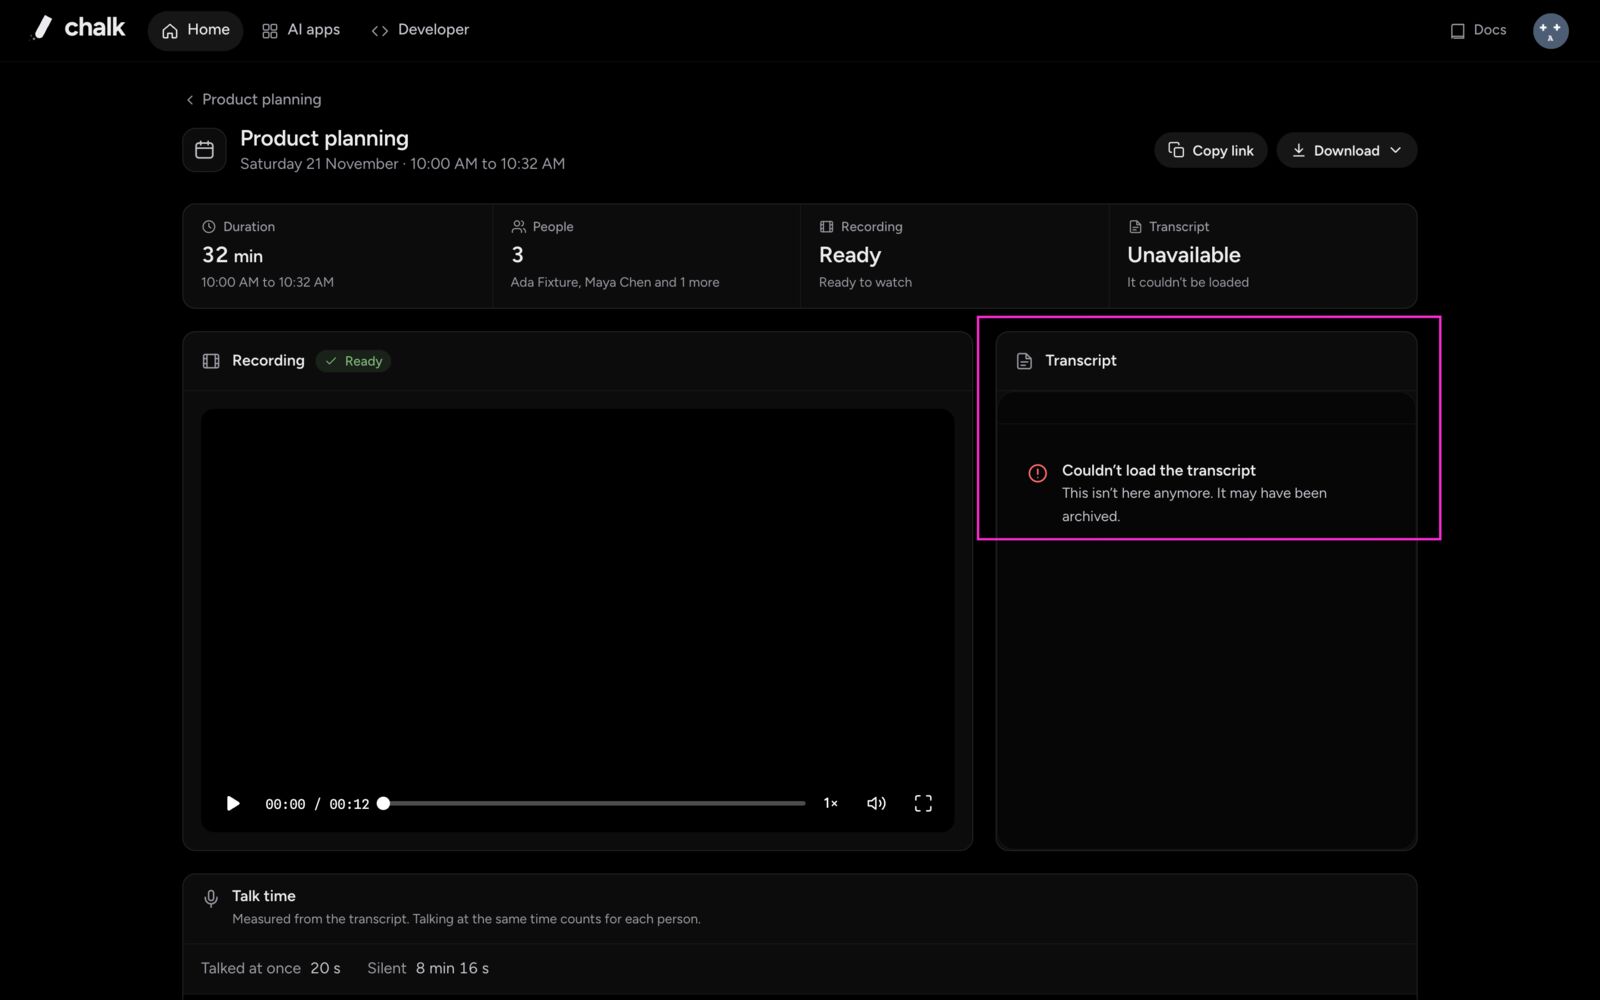 chalk
Home
AI apps
Developer
Docs
Product planning
Product planning
Saturday 21 November · 10:00 AM to 10:32 AM
Copy link
Download
Duration
32 min
10:00 AM to 10:32 AM
People
3
Ada Fixture, Maya Chen and 1 more
Recording
Ready
Ready to watch
Transcript
Unavailable
It couldn’t be loaded
Recording
Ready
00:00 / 00:12
1×
Transcript
Couldn’t load the transcript
This isn’t here anymore. It may have been
archived.
Talk time
Measured from the transcript. Talking at the same time counts for each person.
Talked at once 20 s
Silent 8 min 16 s